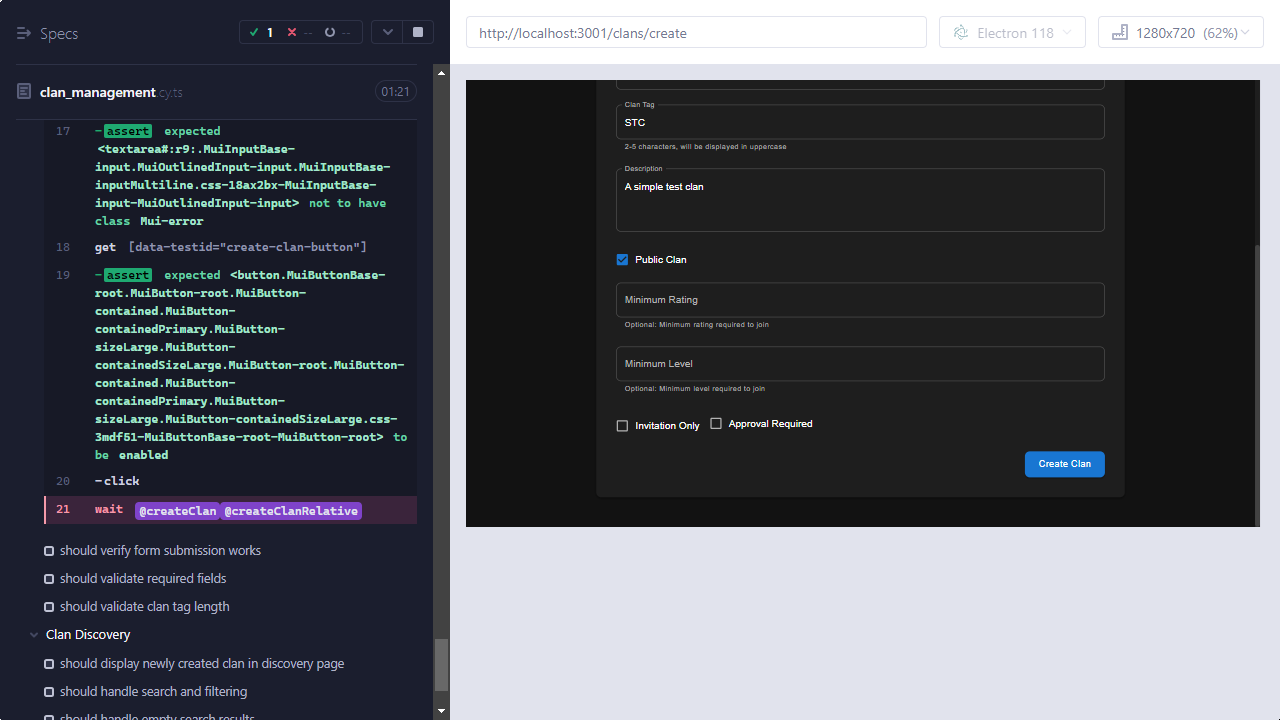 Specs
1
--
--
clan_management.cy.ts
01:21
17 -assert expected
<textarea#:r9:.MuiInputBase-
input.MuiOutlinedInput-input.MuiInputBase-
inputMultiline.css-18ax2bx-MuiInputBase-
input-MuiOutlinedInput-input> not to have
class Mui-error
18 get [data-testid="create-clan-button"]
19 -assert expected <button.MuiButtonBase-
root.MuiButton-root.MuiButton-
contained.MuiButton-
containedPrimary.MuiButton-
sizeLarge.MuiButton-
containedSizeLarge.MuiButton-root.MuiButton-
contained.MuiButton-
containedPrimary.MuiButton-
sizeLarge.MuiButton-containedSizeLarge.css-
3mdf51-MuiButtonBase-root-MuiButton-root> to
be enabled
20 -click
21 wait @createClan @createClanRelative
should verify form submission works
should validate required fields
should validate clan tag length
Clan Discovery
should display newly created clan in discovery page
should handle search and filtering
should handle empty search results
http://localhost:3001/clans/create
Electron 118
1280x720 (62%)
Clan Tag
STC
2-5 characters, will be displayed in uppercase
Description
A simple test clan
Public Clan
Minimum Rating
Optional: Minimum rating required to join
Minimum Level
Optional: Minimum level required to join
Invitation Only
Approval Required
Create Clan